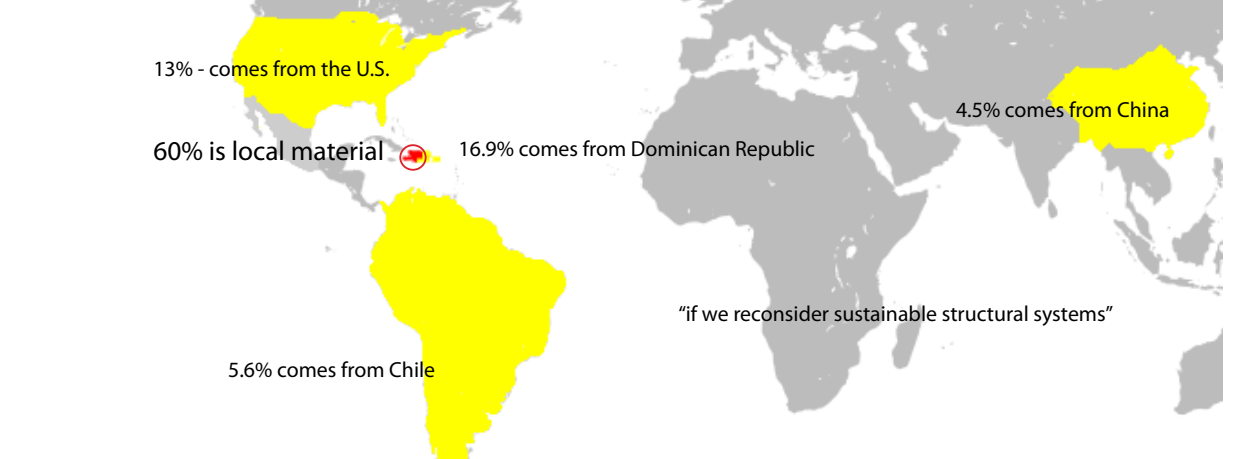 13% - comes from the U.S.
4.5% comes from China
60% is local material
16.9% comes from Dominican Republic
“if we reconsider sustainable structural systems”
5.6% comes from Chile